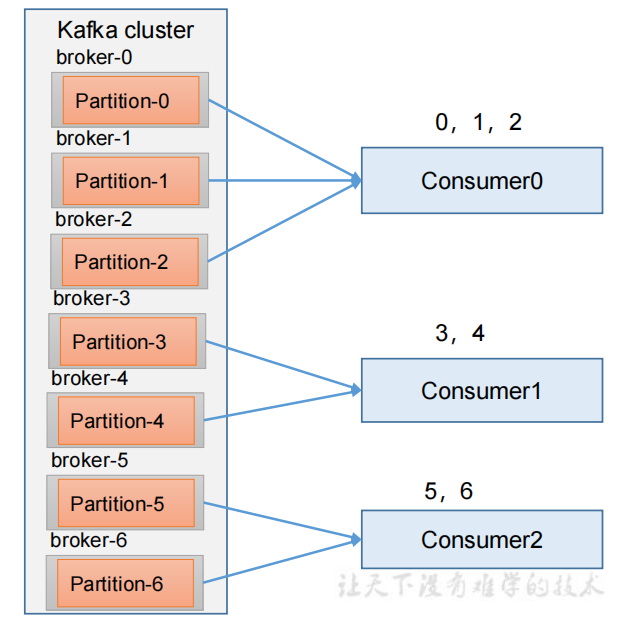 Kafka cluster
broker-0
Partition-0
broker-1
Partition-1
broker-2
Partition-2
broker-3
Partition-3
broker-4
Partition-4
broker-5
Partition-5
broker-6
Partition-6
0，1，2
Consumer0
3，4
Consumer1
5，6
Consumer2
让天下没有难学的技术